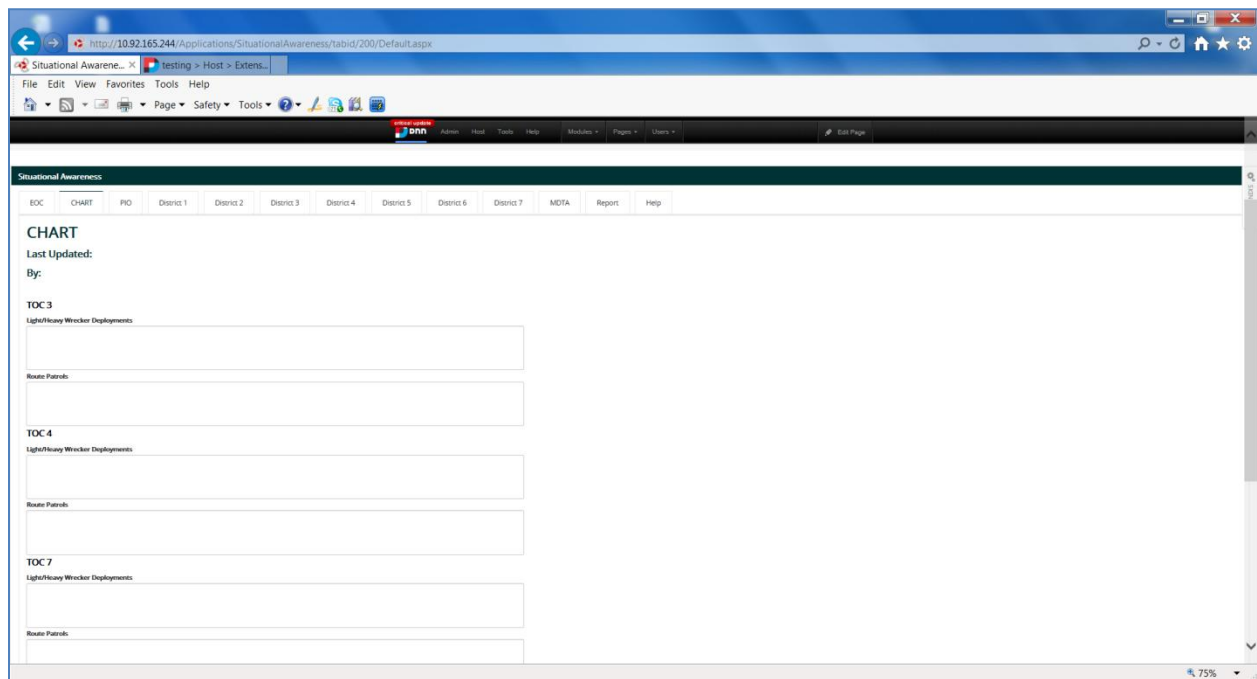 http://10.92.165.244/Applications/SituationalAwareness/tabid/200/Default.aspx
Situational Awarene... testing > Host > Extens...
File Edit View Favorites Tools Help
Page Safety Tools
critical update
DNN Admin Host Tools Help Modules Pages Users Edit Page
Situational Awareness
EOC CHART PIO District 1 District 2 District 3 District 4 District 5 District 6 District 7 MDTA Report Help
CHART
Last Updated:
By:
TOC 3
Light/Heavy Wrecker Deployments
Route Patrols
TOC 4
Light/Heavy Wrecker Deployments
Route Patrols
TOC 7
Light/Heavy Wrecker Deployments
Route Patrols
75%